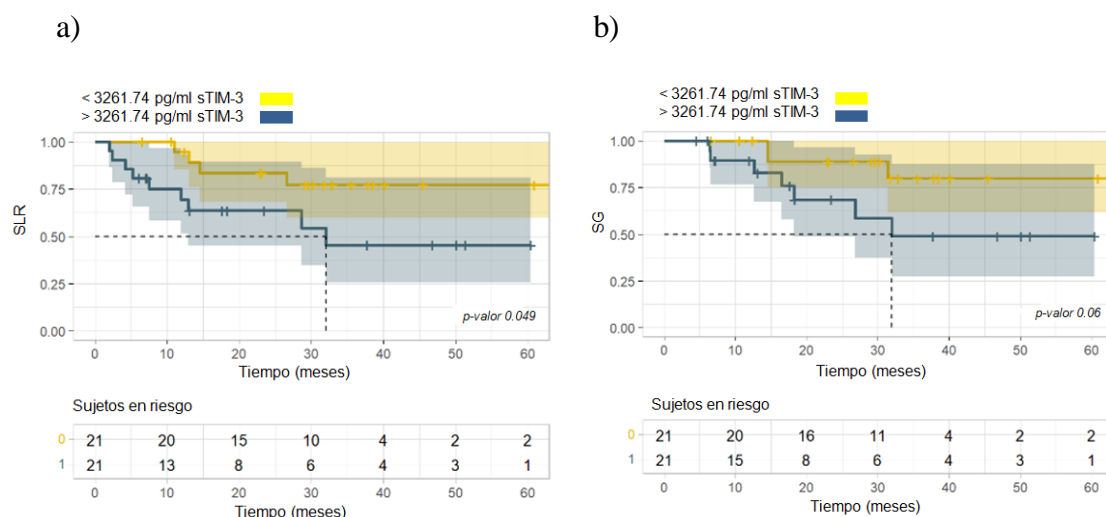 a)
< 3261.74 pg/ml sTIM-3
> 3261.74 pg/ml sTIM-3
1.00
0.75
0.50
0.25
0.00
SLR
p-valor 0.049
0 10 20 30 40 50 60
Tiempo (meses)
Sujetos en riesgo
0 21 20 15 10 4 2 2
1 21 13 8 6 4 3 1
0 10 20 30 40 50 60
Tiempo (meses)
b)
< 3261.74 pg/ml sTIM-3
> 3261.74 pg/ml sTIM-3
1.00
0.75
0.50
0.25
0.00
SG
p-valor 0.06
0 10 20 30 40 50 60
Tiempo (meses)
Sujetos en riesgo
0 21 20 16 11 4 2 2
1 21 15 8 6 4 3 1
0 10 20 30 40 50 60
Tiempo (meses)